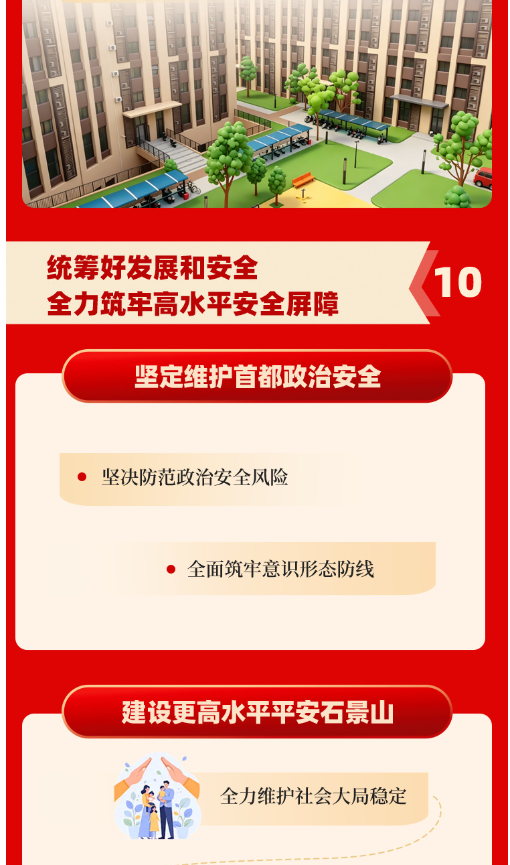 统筹好发展和安全
全力筑牢高水平安全屏障
10
坚定维护首都政治安全
坚决防范政治安全风险
全面筑牢意识形态防线
建设更高水平平安石景山
全力维护社会大局稳定